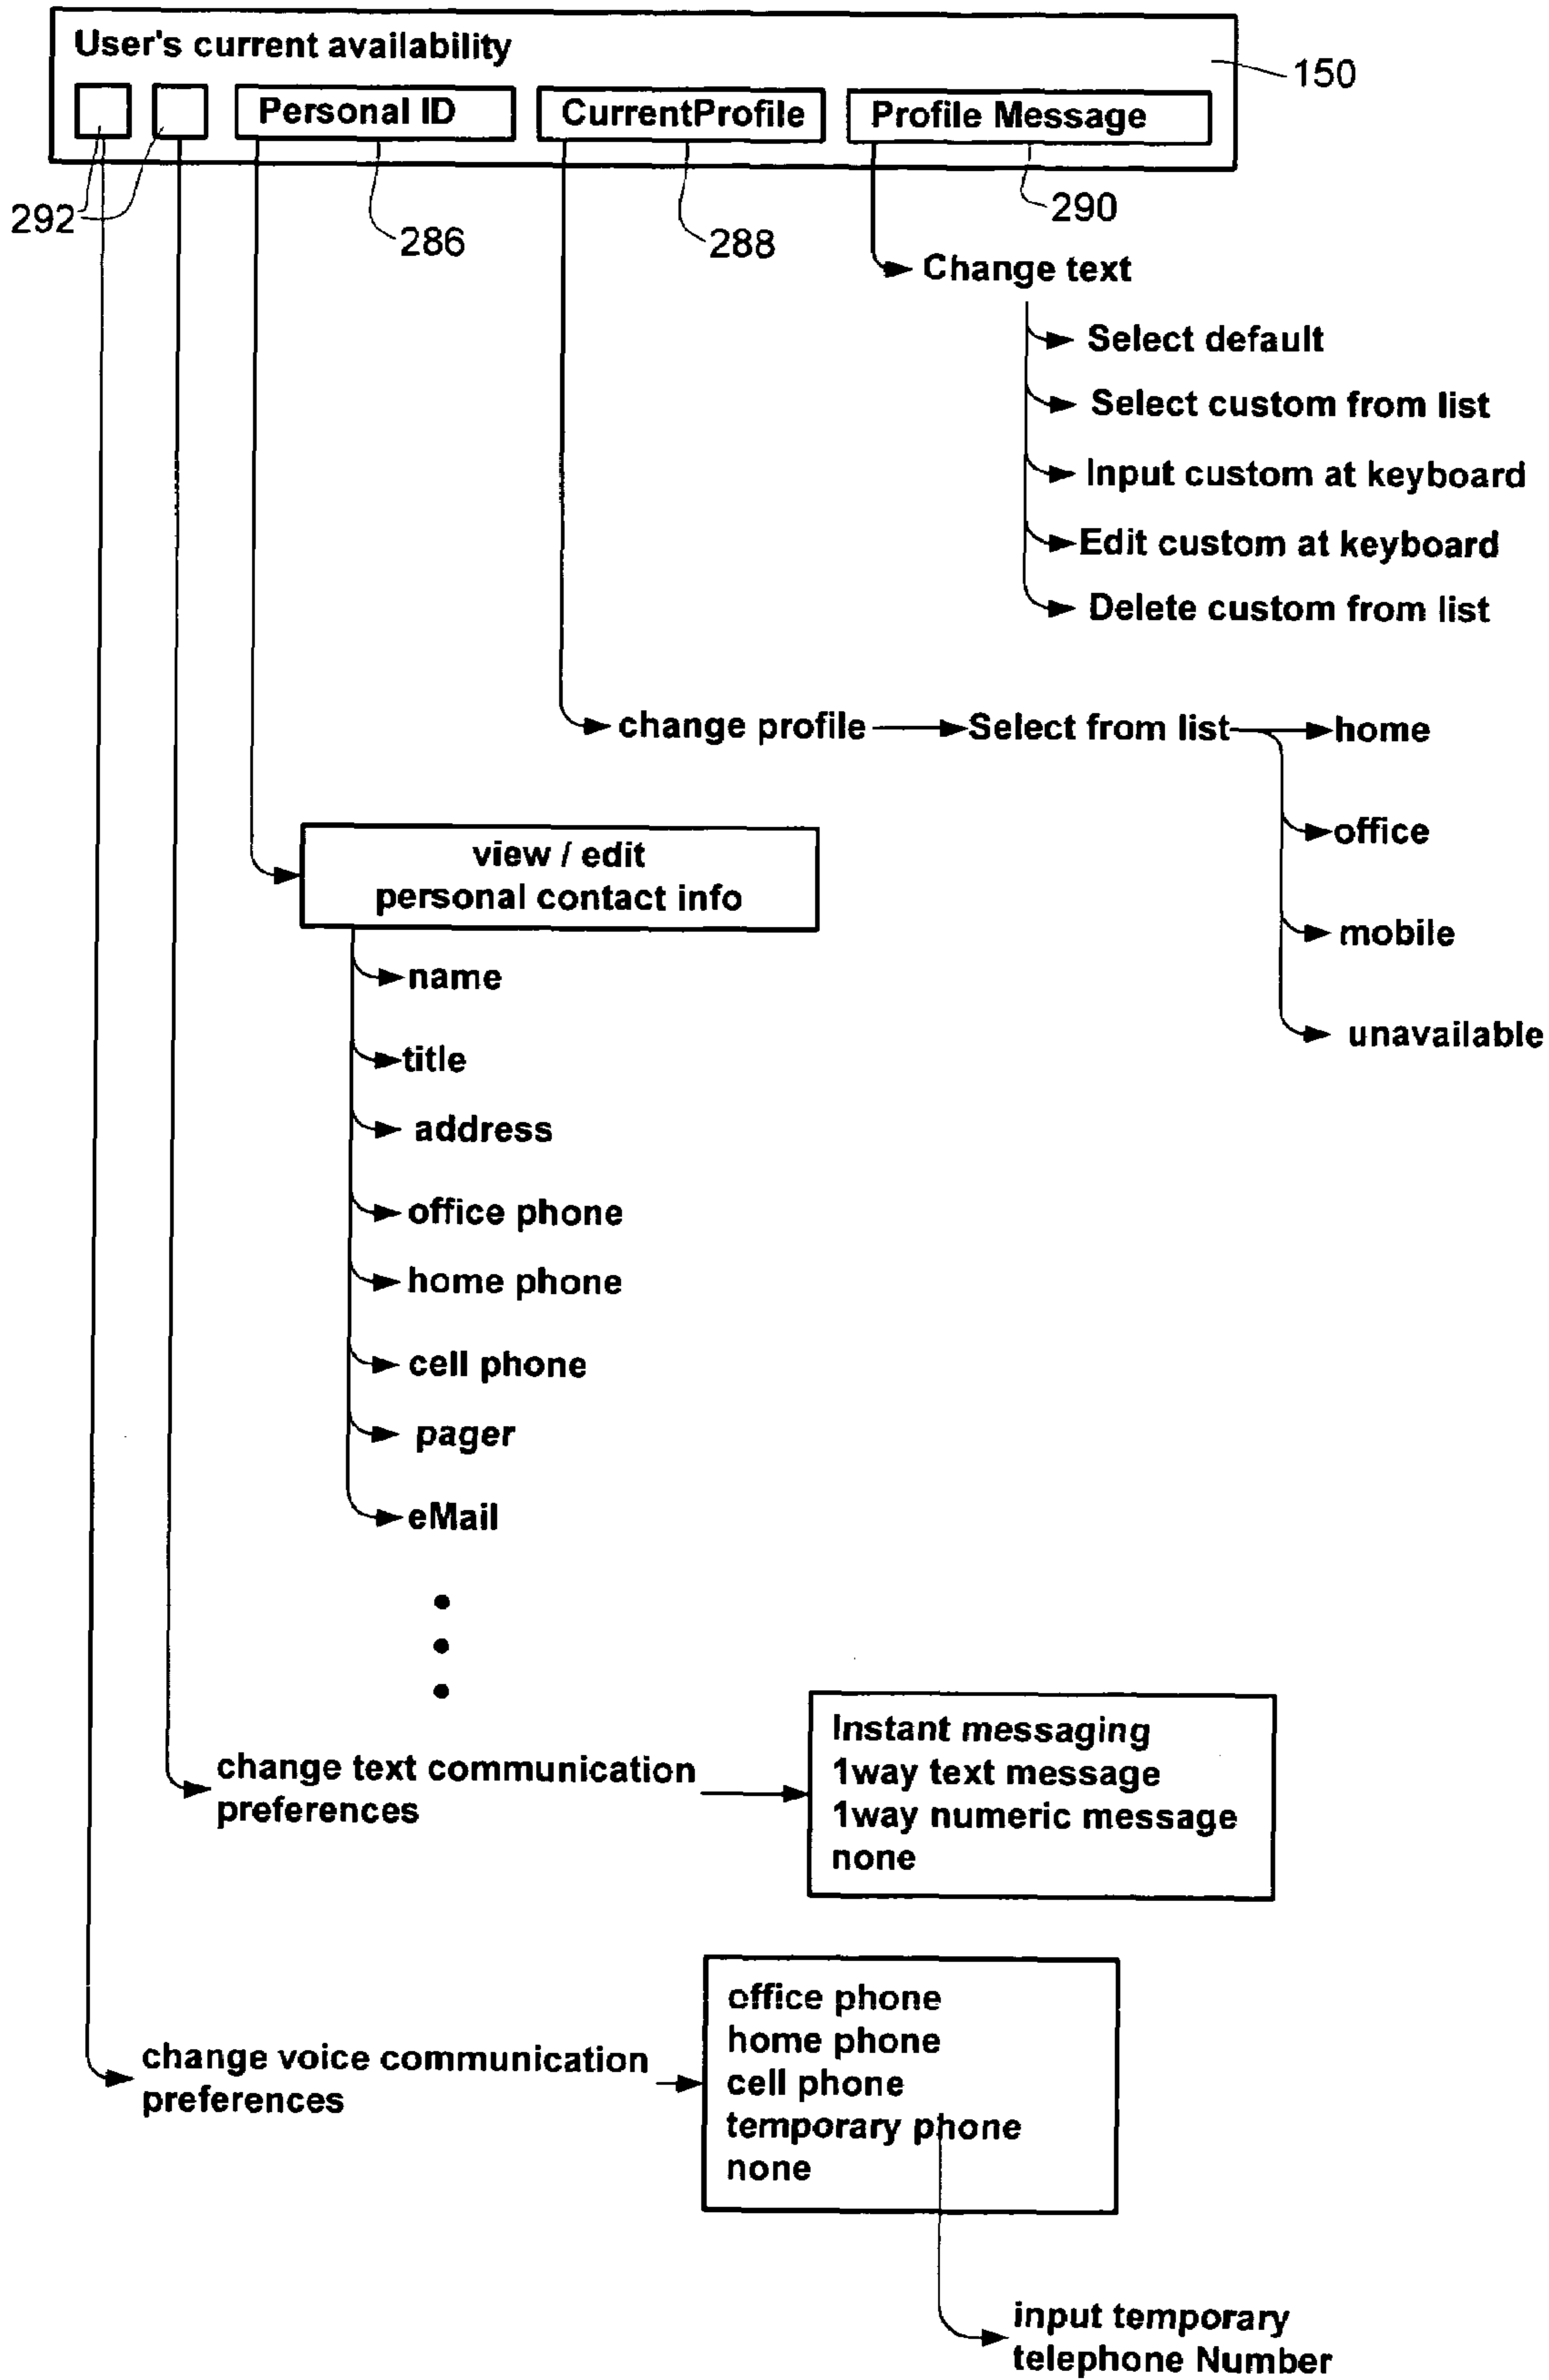 User's current availability
150
Personal ID
CurrentProfile
Profile Message
292
286
288
290
Change text
Select default
Select custom from list
Input custom at keyboard
Edit custom at keyboard
Delete custom from list
change profile
Select from list
home
office
mobile
unavailable
view / edit
personal contact info
name
title
address
office phone
home phone
cell phone
pager
eMail
change text communication
preferences
Instant messaging
1way text message
1way numeric message
none
change voice communication
preferences
office phone
home phone
cell phone
temporary phone
none
input temporary
telephone Number